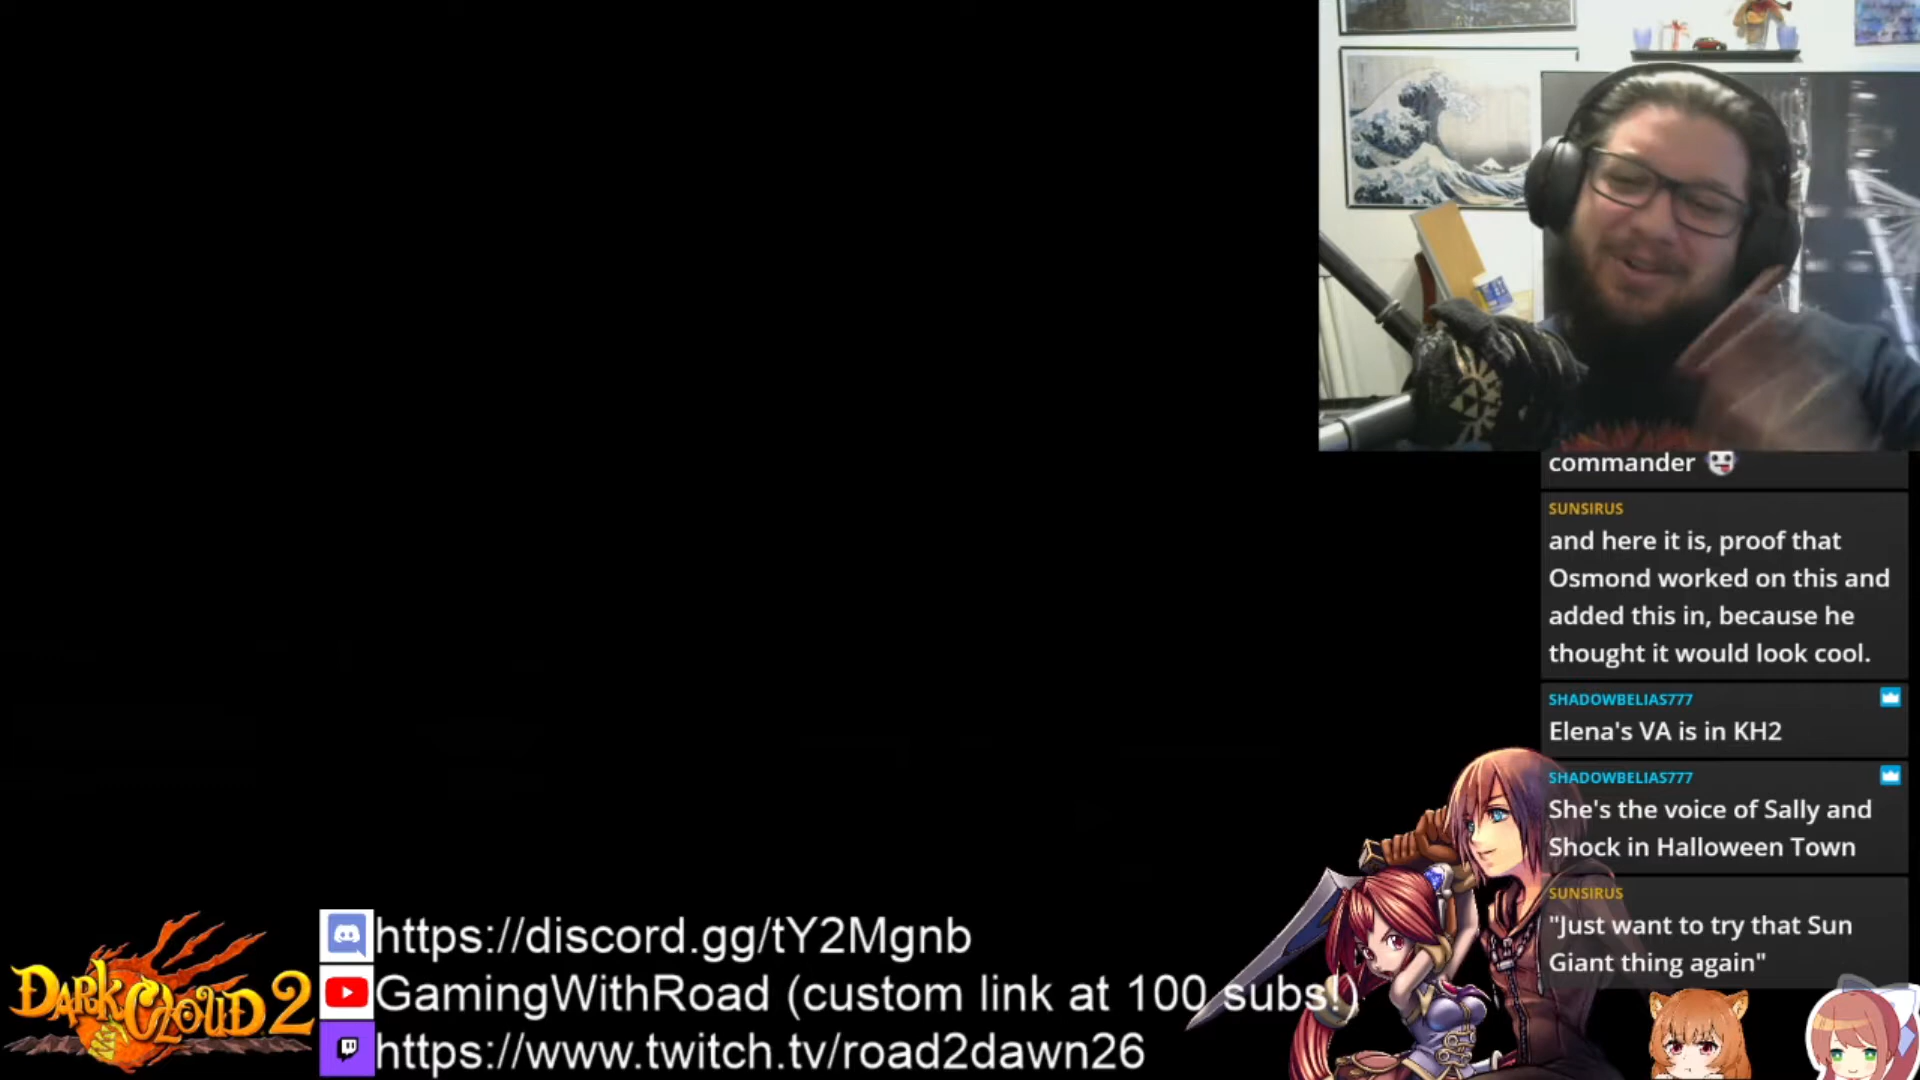 commander
SUNSIRUS
and here it is, proof that
Osmond worked on this and
added this in, because he
thought it would look cool.
SHADOWBELIAS777
Elena's VA is in KH2
SHADOWBELIAS777
She's the voice of Sally and
Shock in Halloween Town
SUNSIRUS
"Just want to try that Sun
Giant thing again"
DARK CLOUD 2
https://discord.gg/tY2Mgnb
GamingWithRoad (custom link at 100 subs!)
https://www.twitch.tv/road2dawn26